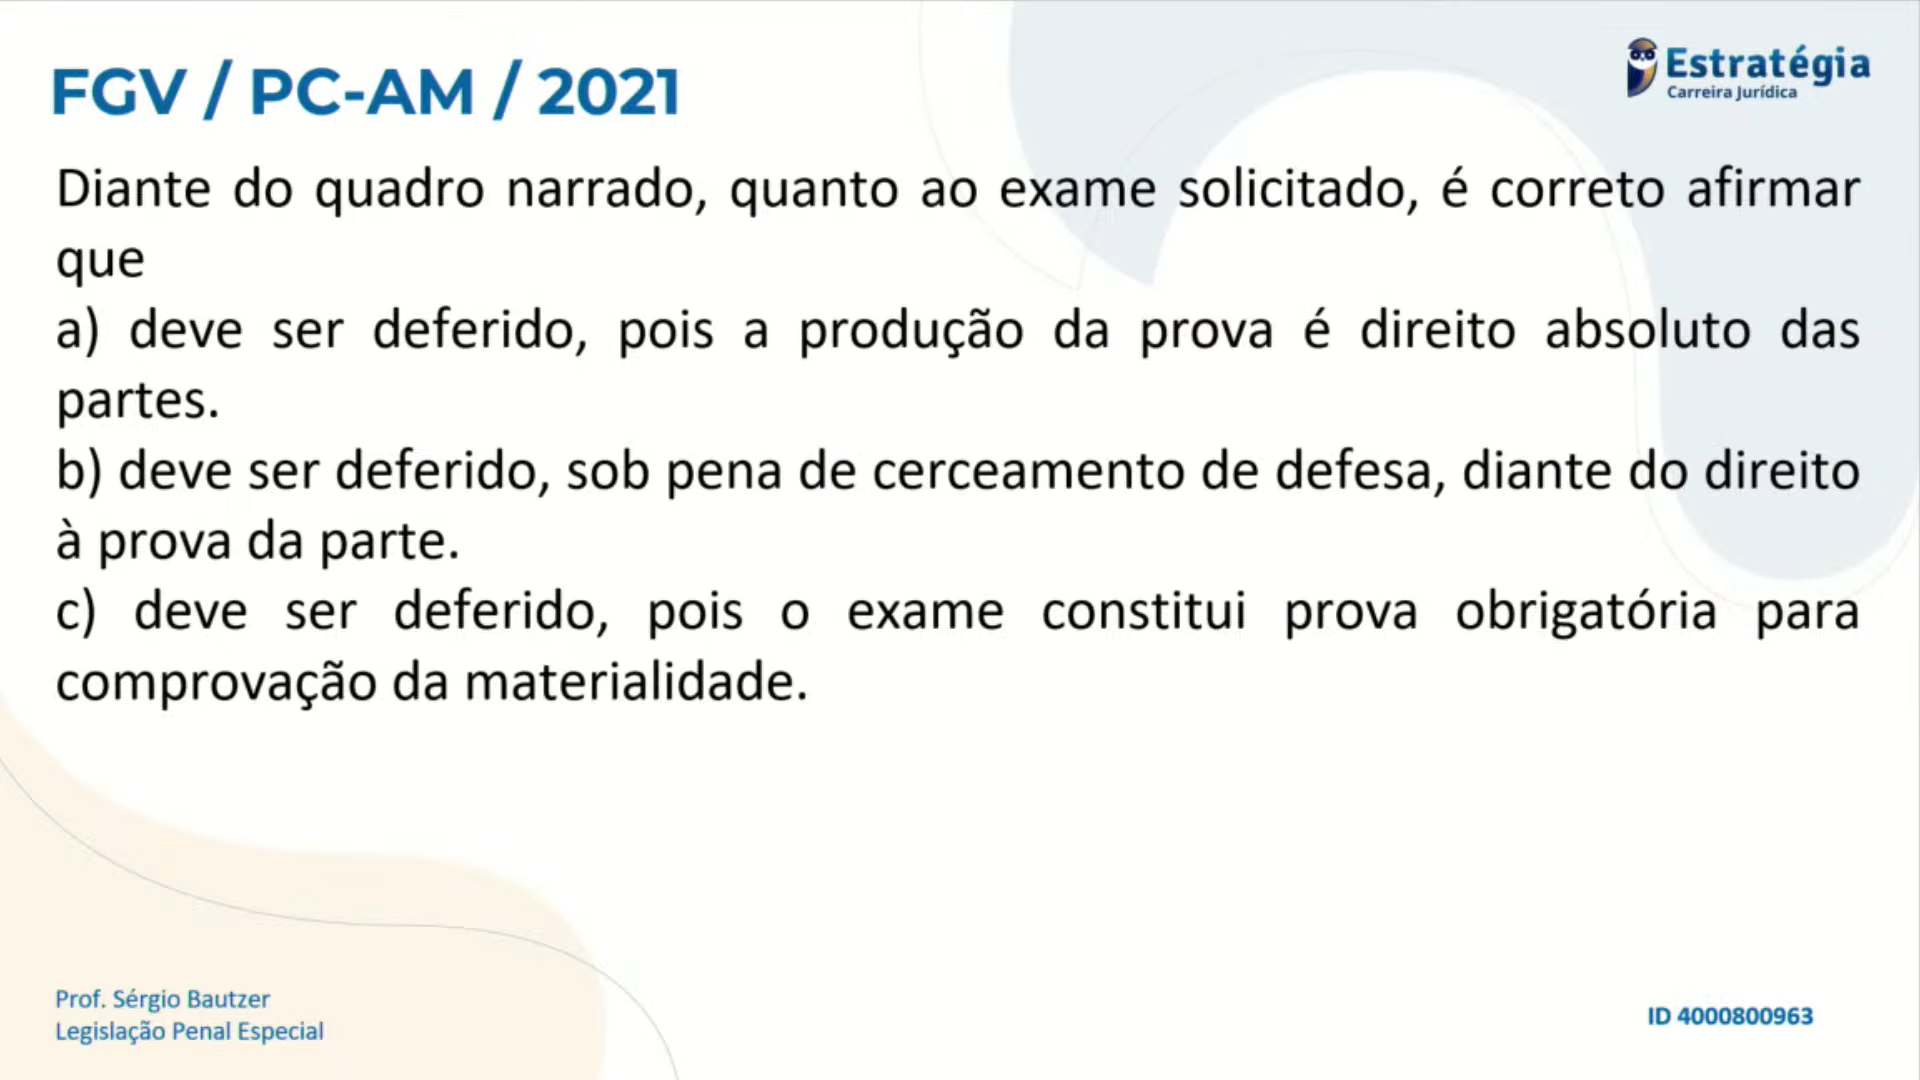 FGV / PC-AM / 2021
Estratégia
Carreira Jurídica
Diante do quadro narrado, quanto ao exame solicitado, é correto afirmar
que
a) deve ser deferido, pois a produção da prova é direito absoluto das
partes.
b) deve ser deferido, sob pena de cerceamento de defesa, diante do direito
à prova da parte.
c) deve ser deferido, pois o exame constitui prova obrigatória para
comprovação da materialidade.
Prof. Sérgio Bautzer
Legislação Penal Especial
ID 4000800963